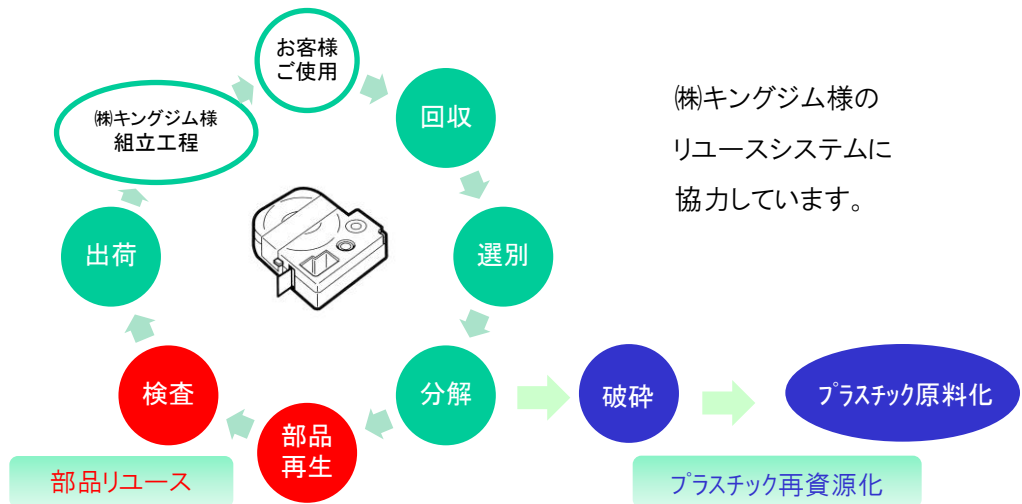 お客様
ご使用
回収
選別
分解
部品
再生
検査
出荷
㈱キングジム様
組立工程
破砕
プラスチック原料化
部品リユース
プラスチック再資源化
㈱キングジム様の
リユースシステムに
協力しています。